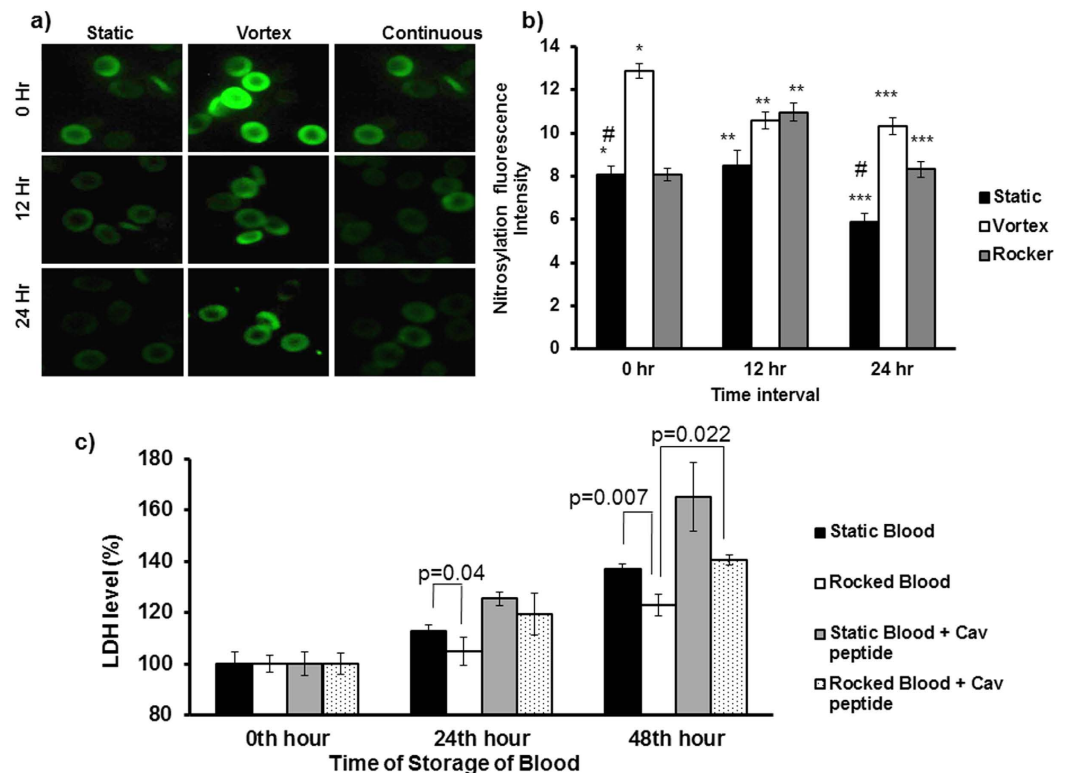 a)
Static Vortex Continuous
0 Hr
12 Hr
24 Hr
b)
14
12
10
8
6
4
2
0
Nitrosylation fluorescence
Intensity
#
*
*
**
**
**
#
***
***
***
0 hr 12 hr 24 hr
Time interval
Static
Vortex
Rocker
c)
180
160
140
120
100
80
LDH level (%)
p=0.04
p=0.007
p=0.022
0th hour 24th hour 48th hour
Time of Storage of Blood
Static Blood
Rocked Blood
Static Blood + Cav
peptide
Rocked Blood + Cav
peptide